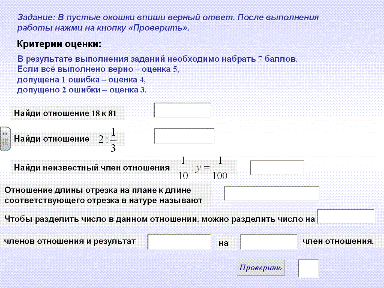 Задание: В пустые окошки впиши верный ответ. После выполнения
работы нажми на кнопку «Проверить».
Критерии оценки:
В результате выполнения заданий необходимо набрать 7 баллов.
Если всё выполнено верно – оценка 5,
допущена 1 ошибка – оценка 4,
допущено 2 ошибки – оценка 3.
Найди отношение 18 к 81
Найди отношение 2 : 1/3
Найди неизвестный член отношения 1/10 : y = 1/100
Отношение длины отрезка на плане к длине
соответствующего отрезка в натуре называют
Чтобы разделить число в данном отношении, можно разделить число на
членов отношения и результат на член отношения.
Проверить